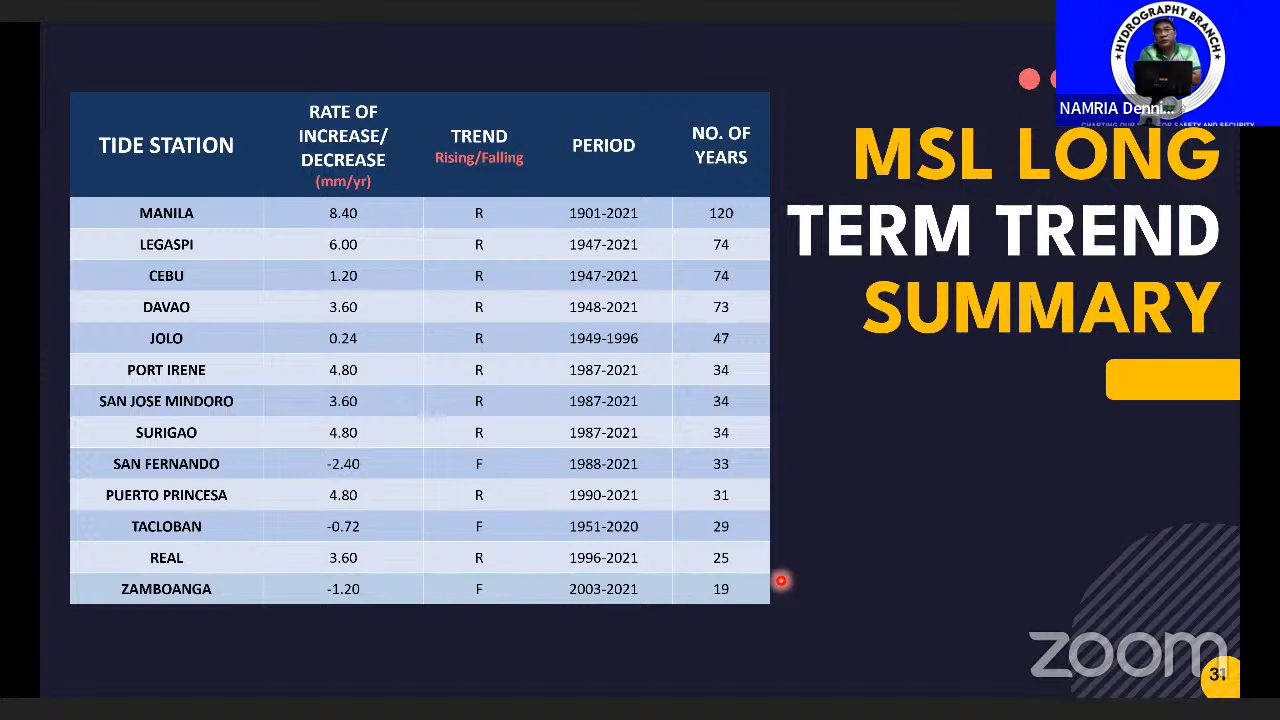 HYDROGRAPHY BRANCH
NAMRIA Denni...
MSL LONG
TERM TREND
SUMMARY
TIDE STATION RATE OF INCREASE/ DECREASE (mm/yr) TREND Rising/Falling PERIOD NO. OF YEARS
MANILA 8.40 R 1901-2021 120
LEGASPI 6.00 R 1947-2021 74
CEBU 1.20 R 1947-2021 74
DAVAO 3.60 R 1948-2021 73
JOLO 0.24 R 1949-1996 47
PORT IRENE 4.80 R 1987-2021 34
SAN JOSE MINDORO 3.60 R 1987-2021 34
SURIGAO 4.80 R 1987-2021 34
SAN FERNANDO -2.40 F 1988-2021 33
PUERTO PRINCESA 4.80 R 1990-2021 31
TACLOBAN -0.72 F 1951-2020 29
REAL 3.60 R 1996-2021 25
ZAMBOANGA -1.20 F 2003-2021 19
zoom
31